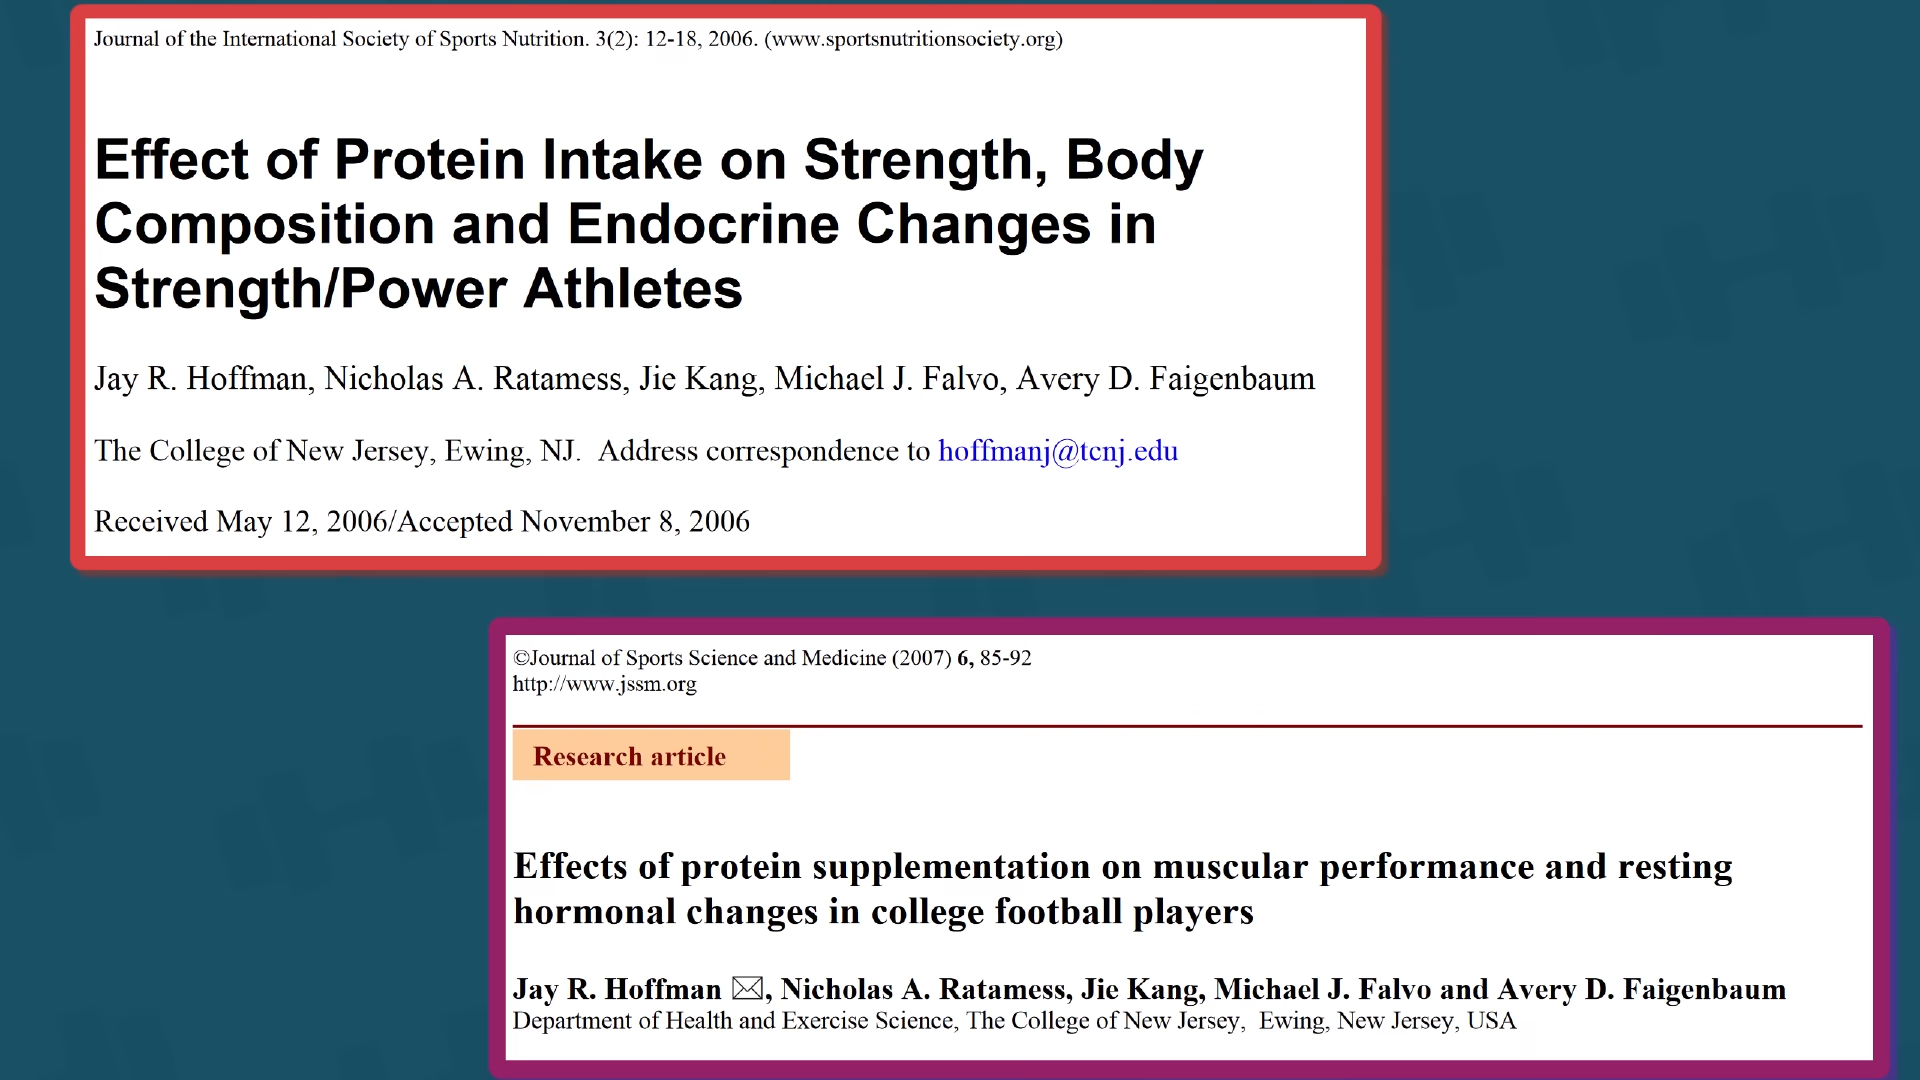 Journal of the International Society of Sports Nutrition. 3(2): 12-18, 2006. (www.sportsnutritionsociety.org)
Effect of Protein Intake on Strength, Body
Composition and Endocrine Changes in
Strength/Power Athletes
Jay R. Hoffman, Nicholas A. Ratamess, Jie Kang, Michael J. Falvo, Avery D. Faigenbaum
The College of New Jersey, Ewing, NJ. Address correspondence to hoffmanj@tcnj.edu
Received May 12, 2006/Accepted November 8, 2006
©Journal of Sports Science and Medicine (2007) 6, 85-92
http://www.jssm.org
Research article
Effects of protein supplementation on muscular performance and resting
hormonal changes in college football players
Jay R. Hoffman ✉, Nicholas A. Ratamess, Jie Kang, Michael J. Falvo and Avery D. Faigenbaum
Department of Health and Exercise Science, The College of New Jersey, Ewing, New Jersey, USA